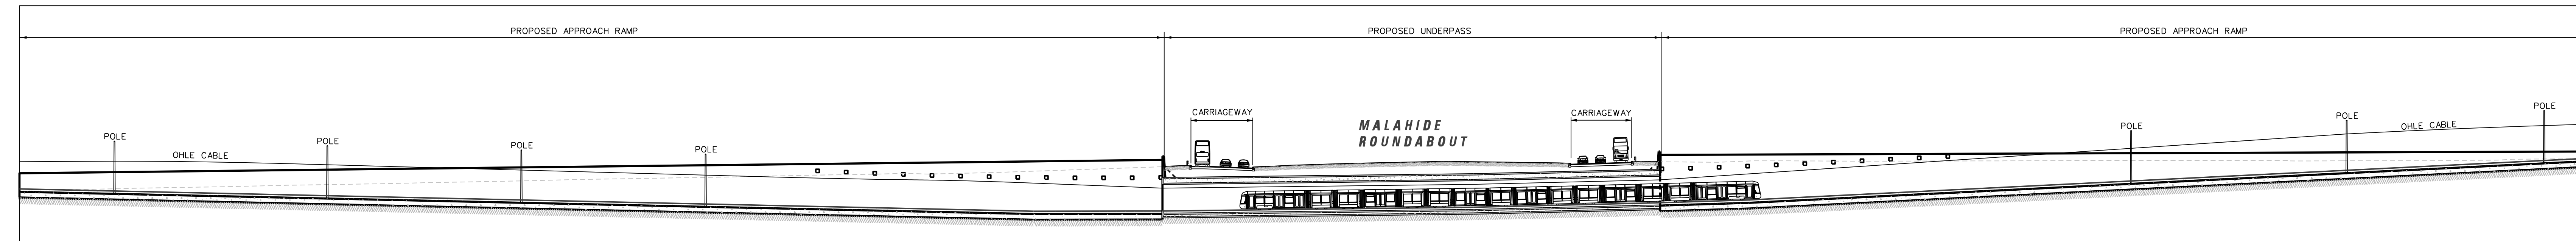 PROPOSED APPROACH RAMP
PROPOSED UNDERPASS
PROPOSED APPROACH RAMP
CARRIAGEWAY
CARRIAGEWAY
MALAHIDE
ROUNDABOUT
POLE
OHLE CABLE
POLE
POLE
POLE
POLE
POLE
OHLE CABLE
POLE